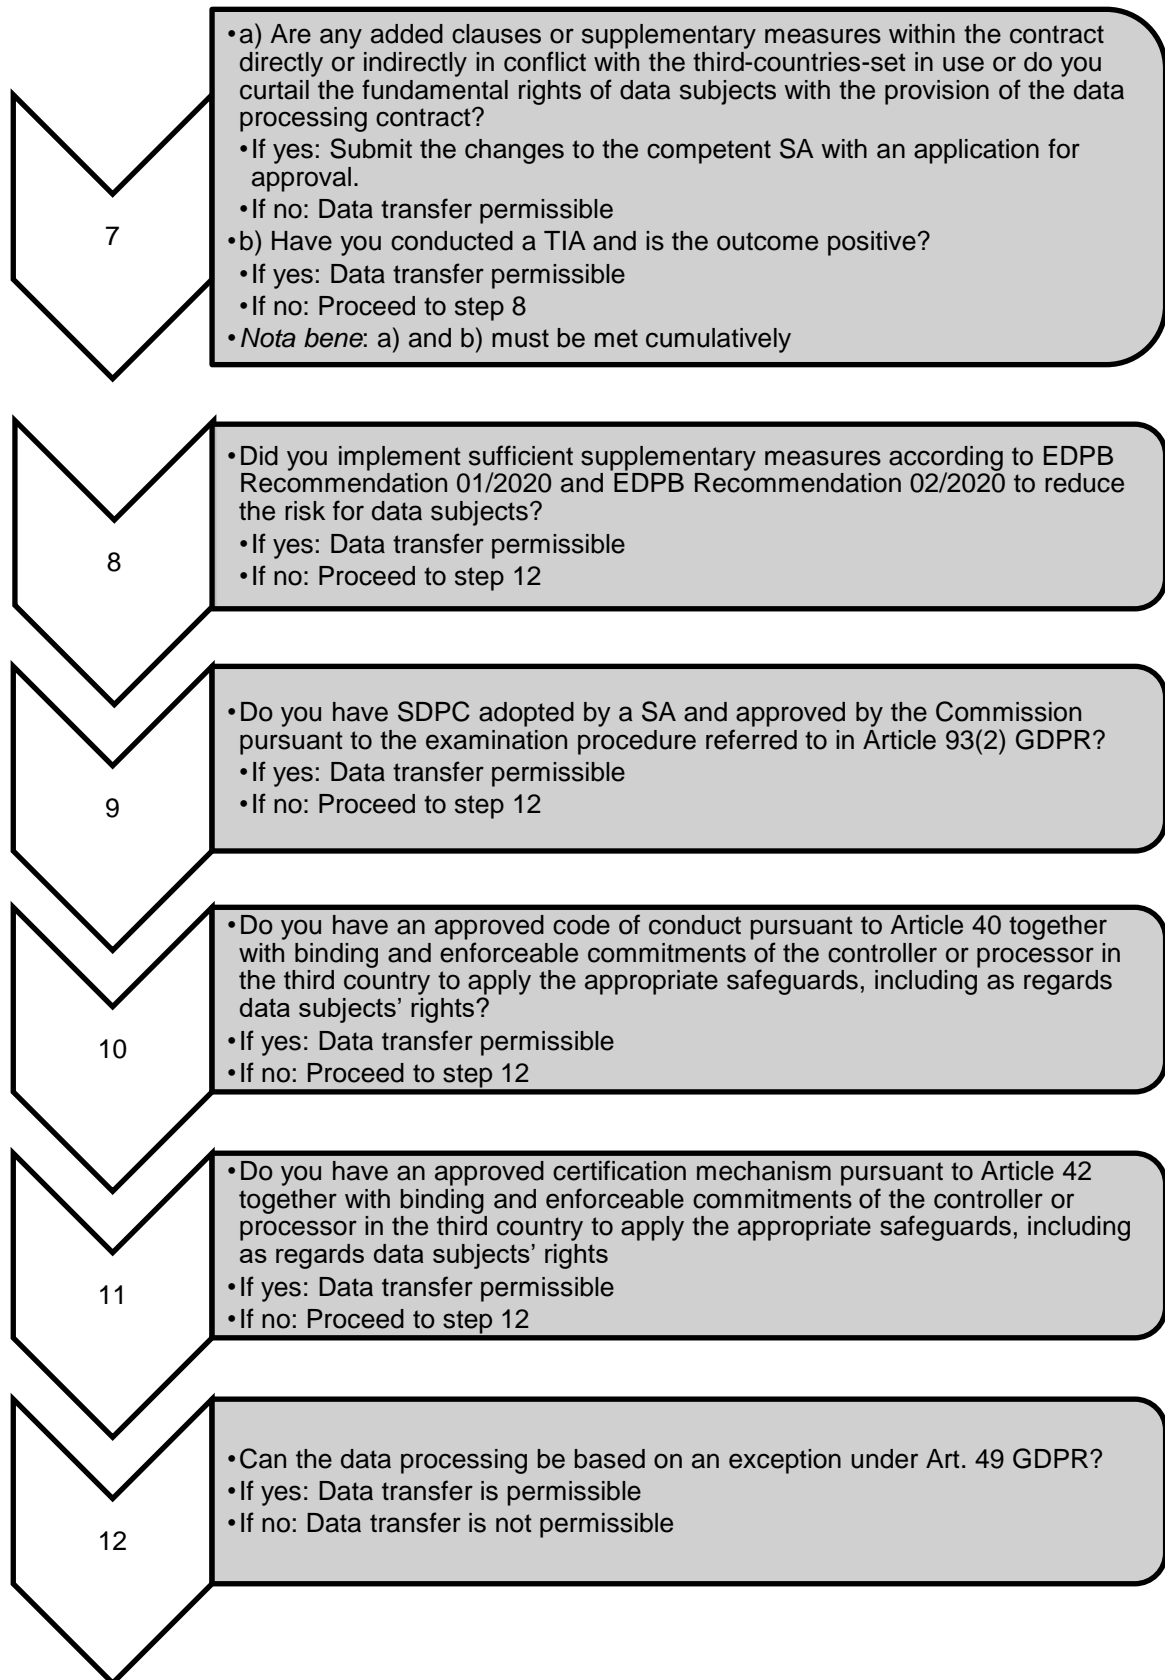 7
•a) Are any added clauses or supplementary measures within the contract
directly or indirectly in conflict with the third-countries-set in use or do you
curtail the fundamental rights of data subjects with the provision of the data
processing contract?
•If yes: Submit the changes to the competent SA with an application for
approval.
•If no: Data transfer permissible
•b) Have you conducted a TIA and is the outcome positive?
•If yes: Data transfer permissible
•If no: Proceed to step 8
•Nota bene: a) and b) must be met cumulatively
8
•Did you implement sufficient supplementary measures according to EDPB
Recommendation 01/2020 and EDPB Recommendation 02/2020 to reduce
the risk for data subjects?
•If yes: Data transfer permissible
•If no: Proceed to step 12
9
•Do you have SDPC adopted by a SA and approved by the Commission
pursuant to the examination procedure referred to in Article 93(2) GDPR?
•If yes: Data transfer permissible
•If no: Proceed to step 12
10
•Do you have an approved code of conduct pursuant to Article 40 together
with binding and enforceable commitments of the controller or processor in
the third country to apply the appropriate safeguards, including as regards
data subjects’ rights?
•If yes: Data transfer permissible
•If no: Proceed to step 12
11
•Do you have an approved certification mechanism pursuant to Article 42
together with binding and enforceable commitments of the controller or
processor in the third country to apply the appropriate safeguards, including
as regards data subjects’ rights
•If yes: Data transfer permissible
•If no: Proceed to step 12
12
•Can the data processing be based on an exception under Art. 49 GDPR?
•If yes: Data transfer is permissible
•If no: Data transfer is not permissible